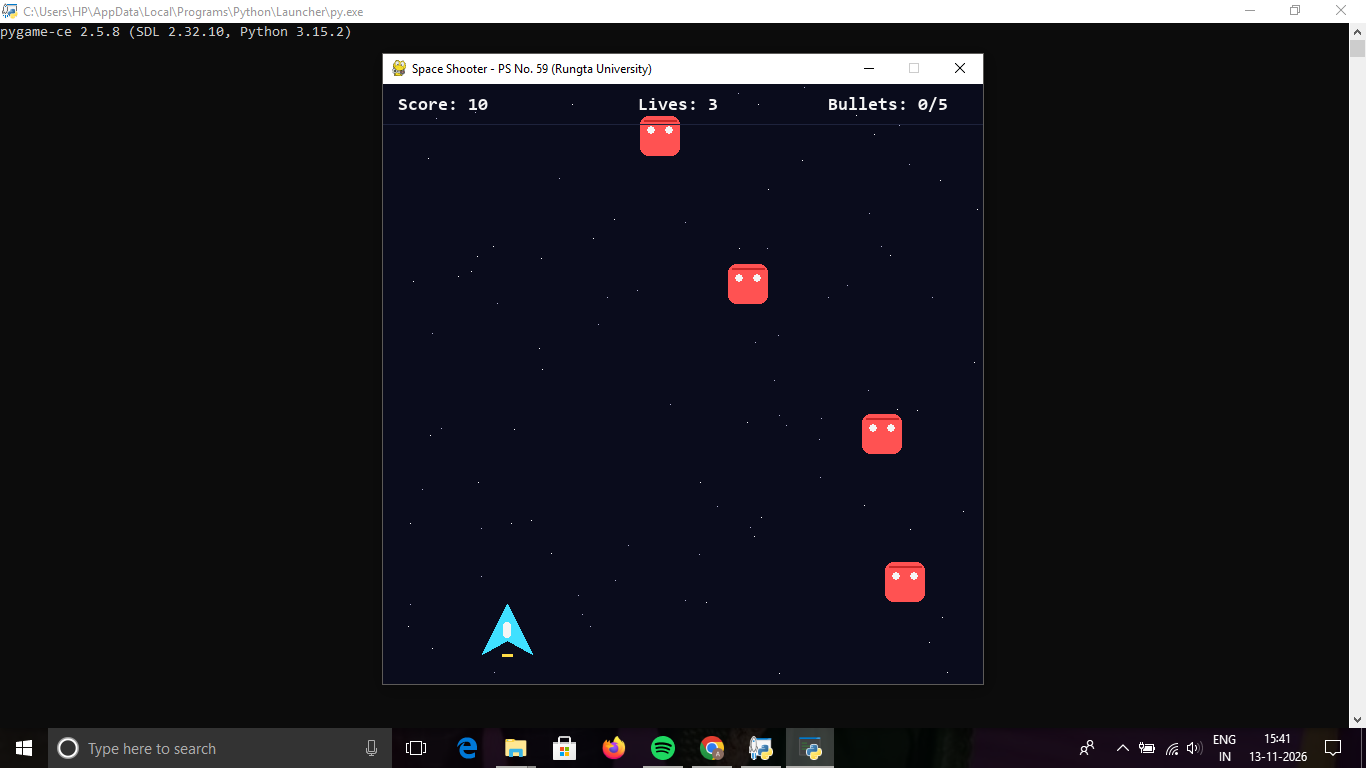 C:\Users\HP\AppData\Local\Programs\Python\Launcher\py.exe
pygame-ce 2.5.8 (SDL 2.32.10, Python 3.15.2)
Space Shooter - PS No. 59 (Rungta University)
Score: 10 Lives: 3 Bullets: 0/5
Type here to search
ENG 15:41
IN 13-11-2026